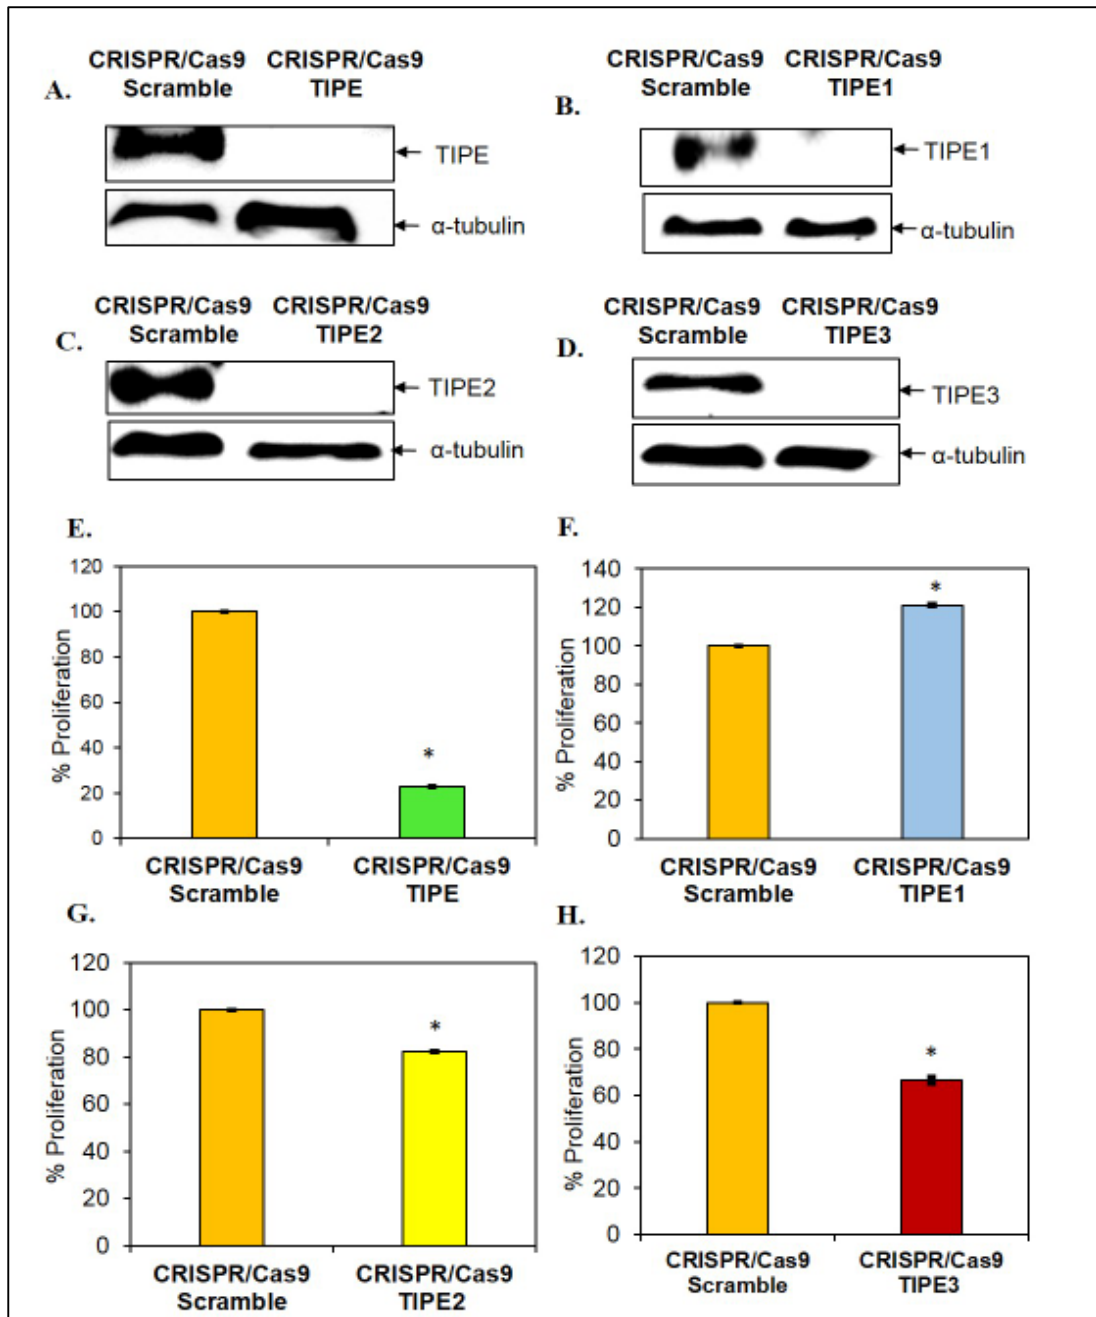 CRISPR/Cas9 CRISPR/Cas9
Scramble TIPE
A.
TIPE
α-tubulin
CRISPR/Cas9 CRISPR/Cas9
Scramble TIPE1
B.
TIPE1
α-tubulin
CRISPR/Cas9 CRISPR/Cas9
Scramble TIPE2
C.
TIPE2
α-tubulin
CRISPR/Cas9 CRISPR/Cas9
Scramble TIPE3
D.
TIPE3
α-tubulin
E.
% Proliferation
120
100
80
60
40
20
0
*
CRISPR/Cas9 CRISPR/Cas9
Scramble TIPE
F.
% Proliferation
140
120
100
80
60
40
20
0
*
CRISPR/Cas9 CRISPR/Cas9
Scramble TIPE1
G.
% Proliferation
120
100
80
60
40
20
0
*
CRISPR/Cas9 CRISPR/Cas9
Scramble TIPE2
H.
% Proliferation
120
100
80
60
40
20
0
*
CRISPR/Cas9 CRISPR/Cas9
Scramble TIPE3